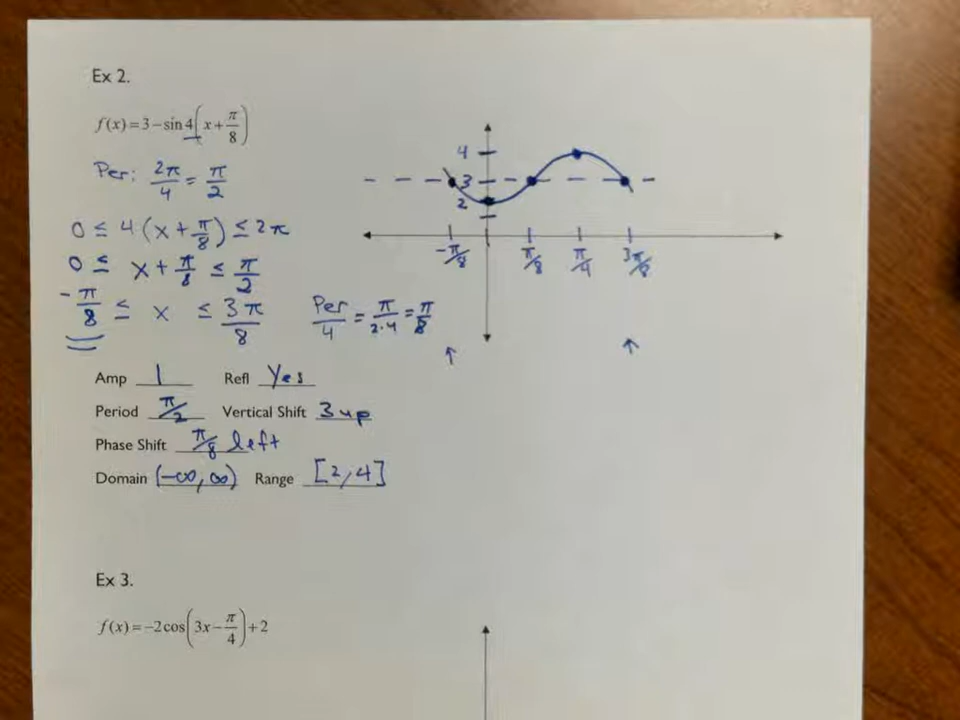 Ex 2.
f(x)=3−sin4(x+π/8)
Per: 2π/4 = π/2
0 ≤ 4(x+π/8) ≤ 2π
0 ≤ x+π/8 ≤ π/2
-π/8 ≤ x ≤ 3π/8
Per/4 = π/2·4 = π/8
4
3
2
-π/8 π/8 π/4 3π/8
Amp 1 Refl Yes
Period π/2 Vertical Shift 3 up
Phase Shift π/8 left
Domain (-∞, ∞) Range [2, 4]
Ex 3.
f(x)=−2cos(3x−π/4)+2